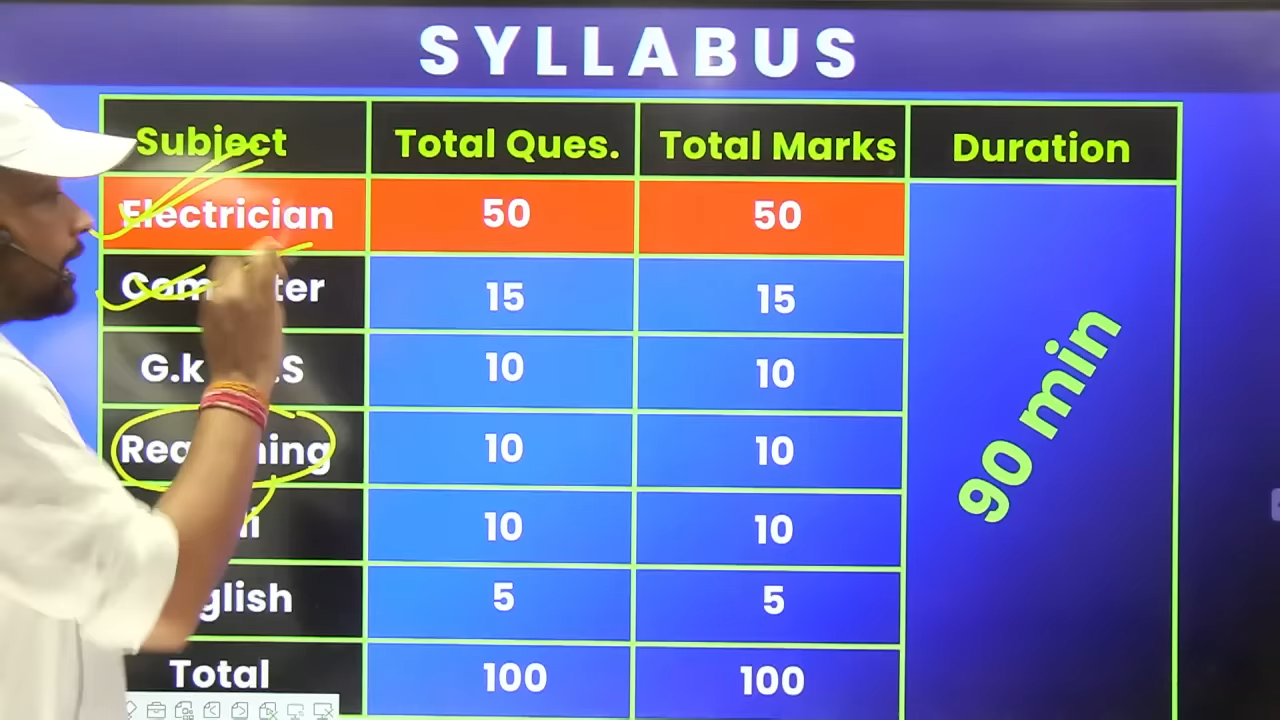 SYLLABUS
Subject Total Ques. Total Marks Duration
Electrician 50 50
15 15
G.k 10 10
10 10
10 10
5 5
Total 100 100
90 min